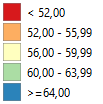 < 52,00
52,00 - 55,99
56,00 - 59,99
60,00 - 63,99
>=64,00